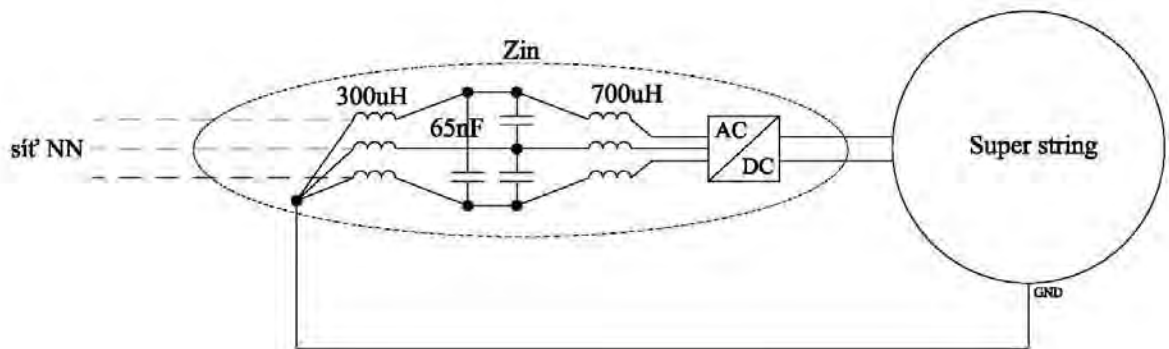 Zin
300uH
700uH
65nF
AC
DC
síť NN
Super string
GND